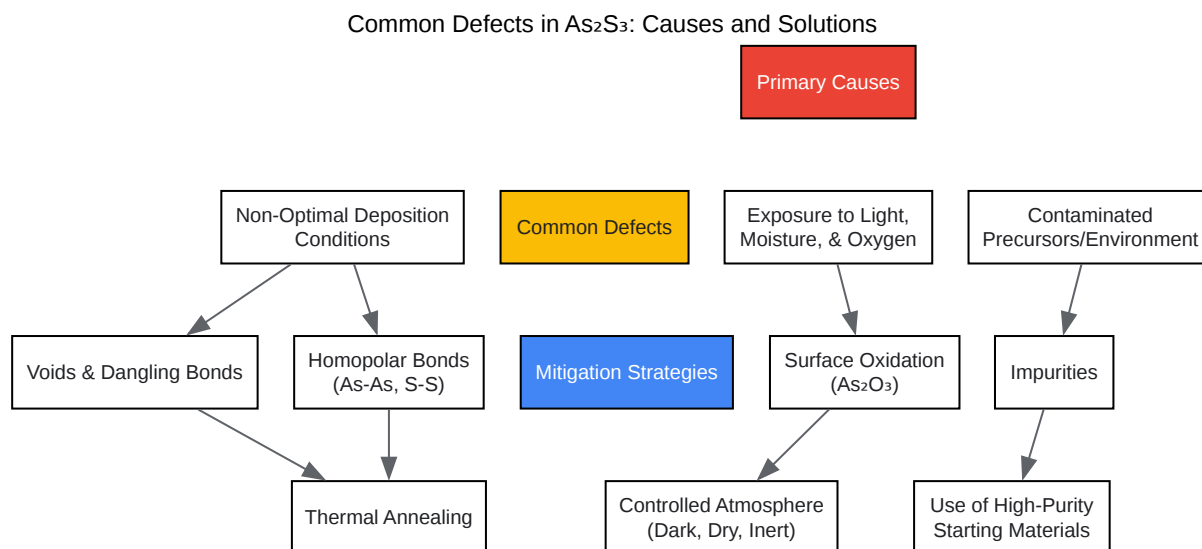 Common Defects in As₂S₃: Causes and Solutions
Primary Causes
Non-Optimal Deposition
Conditions
Common Defects
Exposure to Light,
Moisture, & Oxygen
Contaminated
Precursors/Environment
Voids & Dangling Bonds
Homopolar Bonds
(As-As, S-S)
Mitigation Strategies
Surface Oxidation
(As₂O₃)
Impurities
Thermal Annealing
Controlled Atmosphere
(Dark, Dry, Inert)
Use of High-Purity
Starting Materials